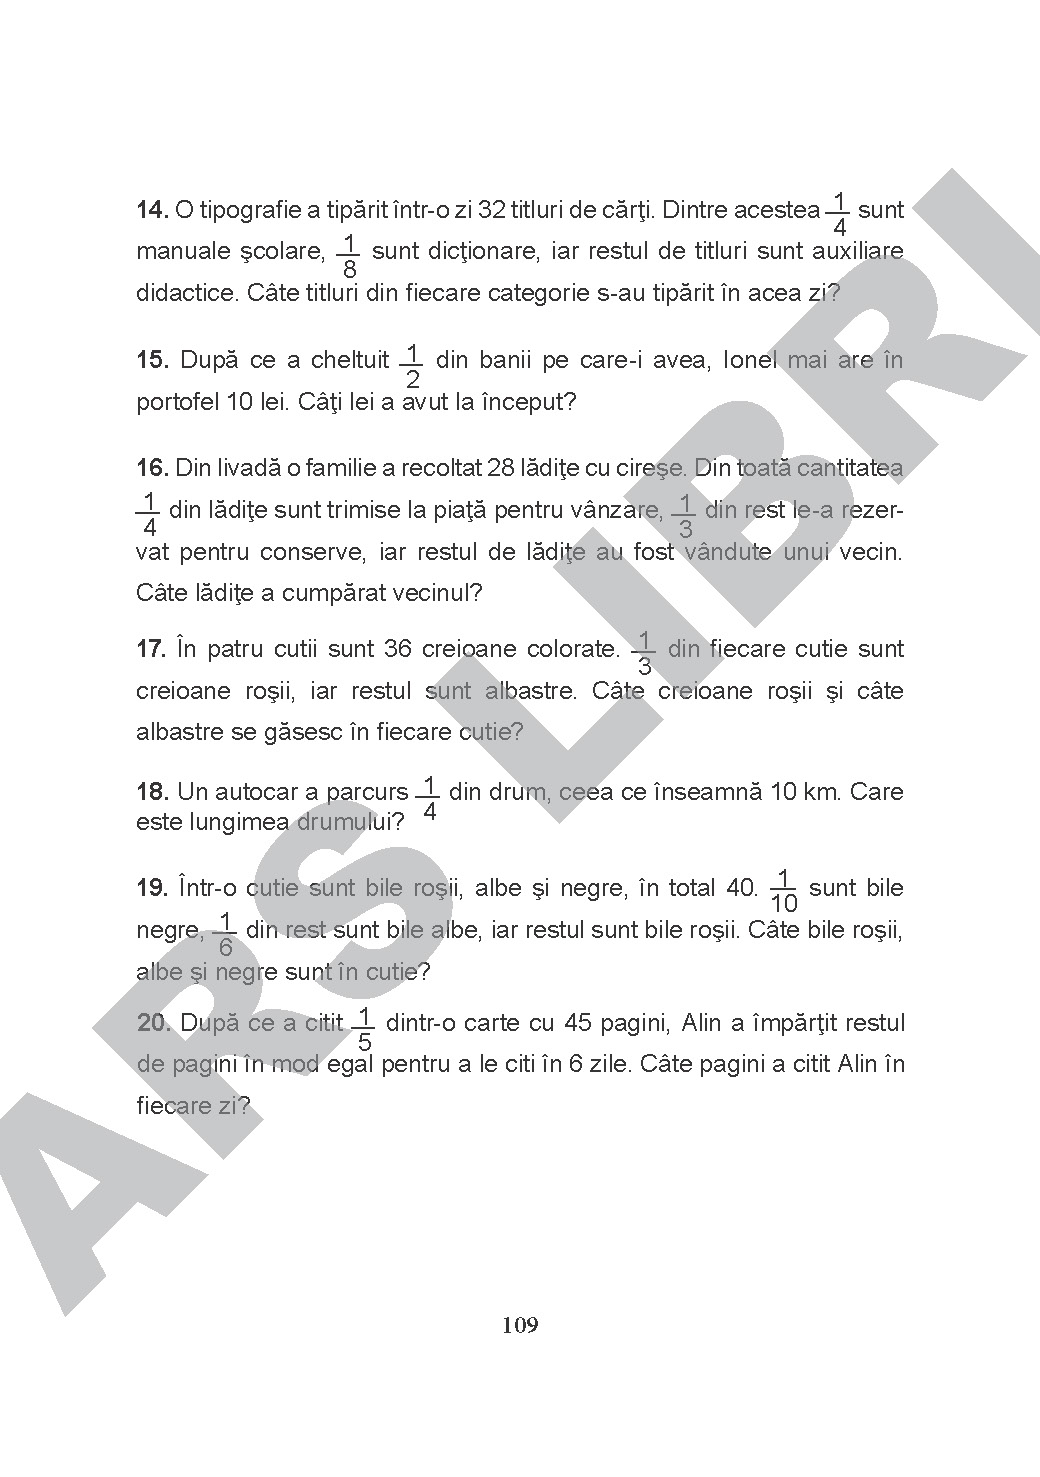 14. O tipografie a tipărit într-o zi 32 titluri de cărţi. Dintre acestea 1/4 sunt
manuale şcolare, 1/8 sunt dicţionare, iar restul de titluri sunt auxiliare
didactice. Câte titluri din fiecare categorie s-au tipărit în acea zi?
15. După ce a cheltuit 1/2 din banii pe care-i avea, Ionel mai are în
portofel 10 lei. Câţi lei a avut la început?
16. Din livadă o familie a recoltat 28 lădiţe cu cireşe. Din toată cantitatea
1/4 din lădiţe sunt trimise la piaţă pentru vânzare, 1/3 din rest le-a rezer-
vat pentru conserve, iar restul de lădiţe au fost vândute unui vecin.
Câte lădiţe a cumpărat vecinul?
17. În patru cutii sunt 36 creioane colorate. 1/3 din fiecare cutie sunt
creioane roşii, iar restul sunt albastre. Câte creioane roşii şi câte
albastre se găsesc în fiecare cutie?
18. Un autocar a parcurs 1/4 din drum, ceea ce înseamnă 10 km. Care
este lungimea drumului?
19. Într-o cutie sunt bile roşii, albe şi negre, în total 40. 1/10 sunt bile
negre, 1/6 din rest sunt bile albe, iar restul sunt bile roşii. Câte bile roşii,
albe şi negre sunt în cutie?
20. După ce a citit 1/5 dintr-o carte cu 45 pagini, Alin a împărţit restul
de pagini în mod egal pentru a le citi în 6 zile. Câte pagini a citit Alin în
fiecare zi?
109
ARS LIBRI